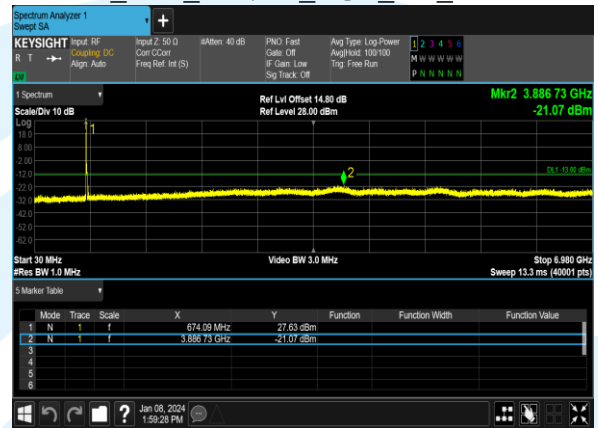 Spectrum Analyzer 1
Swept SA
KEYSIGHT Input: RF Input Z: 50 Ω #Atten: 40 dB PNO: Fast Avg Type: Log-Power 1 2 3 4 5 6
R T Coupling: DC Corr CCorr Gate: Off Avg|Hold: 100/100 M W W W W W
Align: Auto Freq Ref: Int (S) IF Gain: Low Trig: Free Run
Sig Track: Off P N N N N N
1 Spectrum
Mkr2 3.886 73 GHz
Ref Lvl Offset 14.80 dB
Scale/Div 10 dB Ref Level 28.00 dBm -21.07 dBm
Log
1
18.0
8.00
-2.00
-12.0
2
DL1 -13.00 dBm
-22.0
-32.0
-42.0
-52.0
-62.0
Start 30 MHz Video BW 3.0 MHz Stop 6.980 GHz
#Res BW 1.0 MHz Sweep 13.3 ms (40001 pts)
5 Marker Table
Mode Trace Scale X Y Function Function Width Function Value
1 N 1 f 674.09 MHz 27.63 dBm
2 N 1 f 3.886 73 GHz -21.07 dBm
3
4
5
6
? Jan 08, 2024
1:59:28 PM